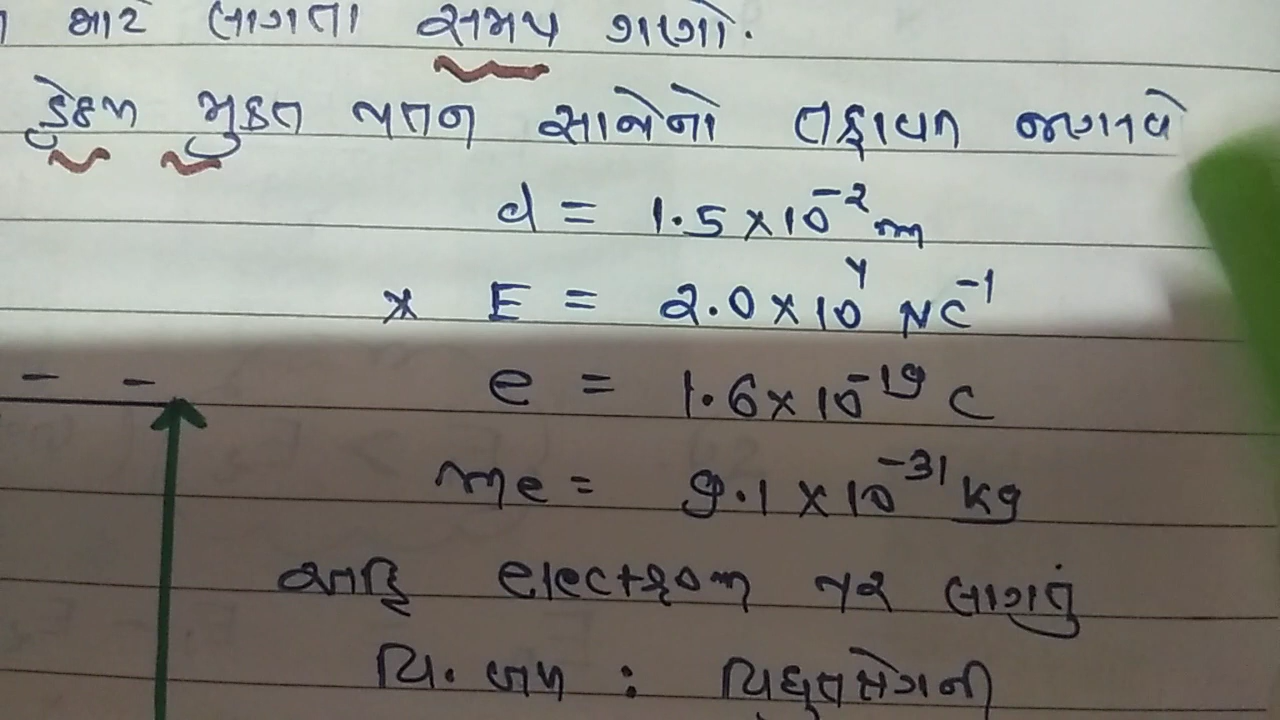 માટે લાગતા સમય ગણો.
મુક્ત પતન સાથેનો તફાવત જણાવો
d = 1.5 × 10⁻² m
* E = 2.0 × 10⁴ NC⁻¹
e = 1.6 × 10⁻¹⁹ C
me = 9.1 × 10⁻³¹ kg
અહિ electron પર લાગતું
વિ. બળ : વિદ્યુતક્ષેત્રની